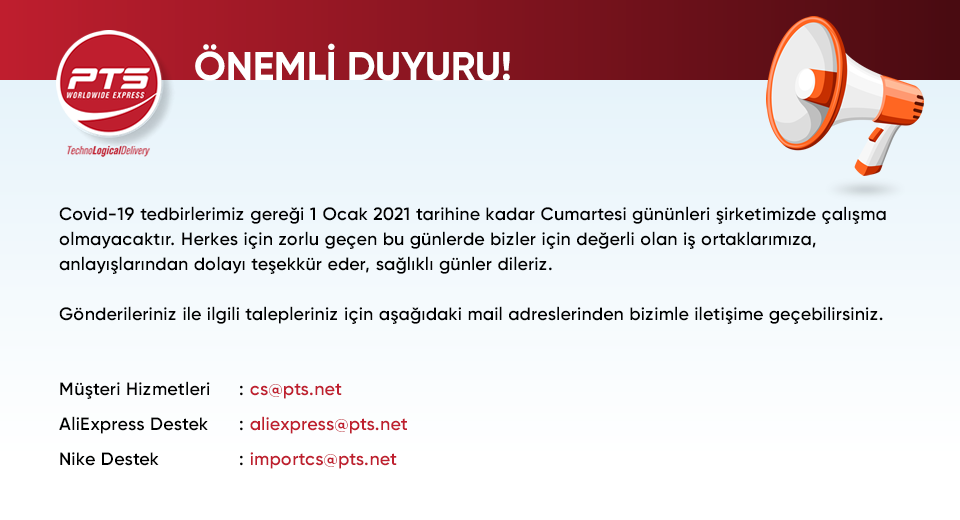 ÖNEMLİ DUYURU!
PTS
WORLDWIDE EXPRESS
TechnoLogicalDelivery
Covid-19 tedbirlerimiz gereği 1 Ocak 2021 tarihine kadar Cumartesi gününleri şirketimizde çalışma
olmayacaktır. Herkes için zorlu geçen bu günlerde bizler için değerli olan iş ortaklarımıza,
anlayışlarından dolayı teşekkür eder, sağlıklı günler dileriz.
Gönderileriniz ile ilgili talepleriniz için aşağıdaki mail adreslerinden bizimle iletişime geçebilirsiniz.
Müşteri Hizmetleri : cs@pts.net
AliExpress Destek : aliexpress@pts.net
Nike Destek : importcs@pts.net